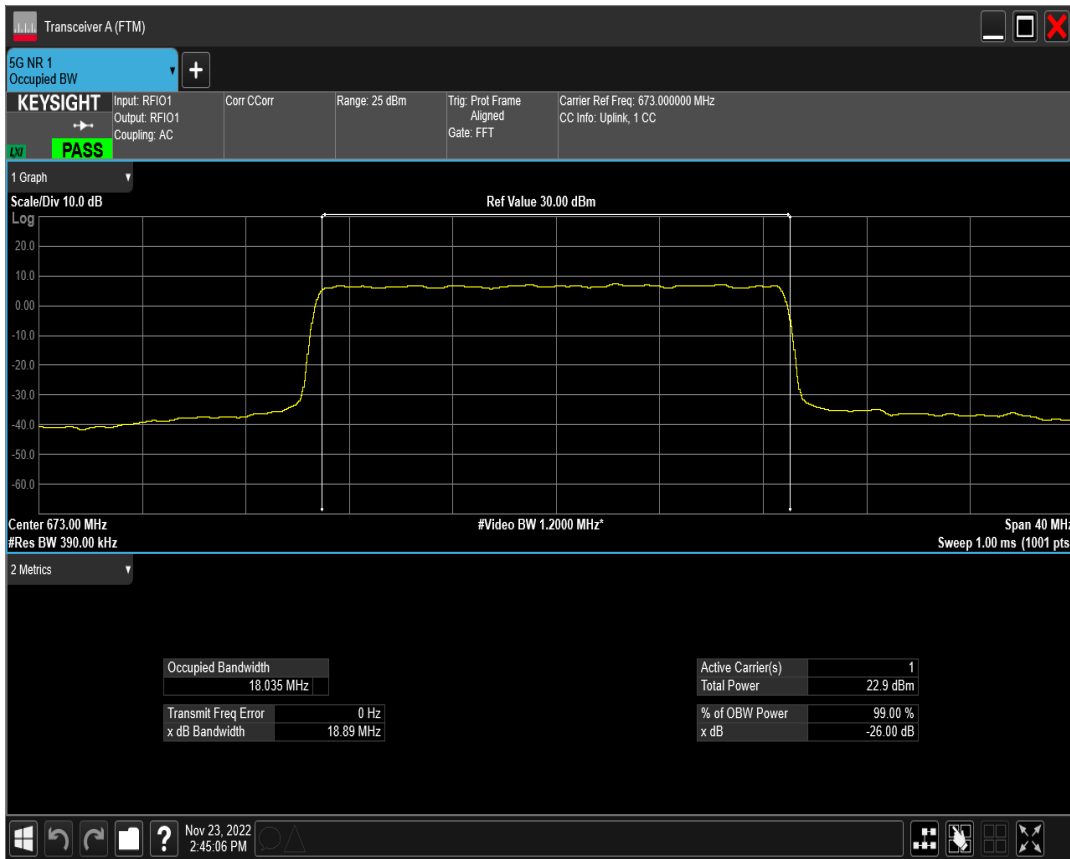 Transceiver A (FTM)
5G NR 1
Occupied BW
+
KEYSIGHT
LXI
PASS
Input: RFIO1
Output: RFIO1
Coupling: AC
Corr CCorr
Range: 25 dBm
Trig: Prot Frame
Aligned
Gate: FFT
Carrier Ref Freq: 673.000000 MHz
CC Info: Uplink, 1 CC
1 Graph
Scale/Div 10.0 dB
Ref Value 30.00 dBm
Log
20.0
10.0
0.00
-10.0
-20.0
-30.0
-40.0
-50.0
-60.0
Center 673.00 MHz
#Video BW 1.2000 MHz*
Span 40 MHz
#Res BW 390.00 kHz
Sweep 1.00 ms (1001 pts
2 Metrics
Occupied Bandwidth
18.035 MHz
Transmit Freq Error 0 Hz
x dB Bandwidth 18.89 MHz
Active Carrier(s) 1
Total Power 22.9 dBm
% of OBW Power 99.00 %
x dB -26.00 dB
?
Nov 23, 2022
2:45:06 PM